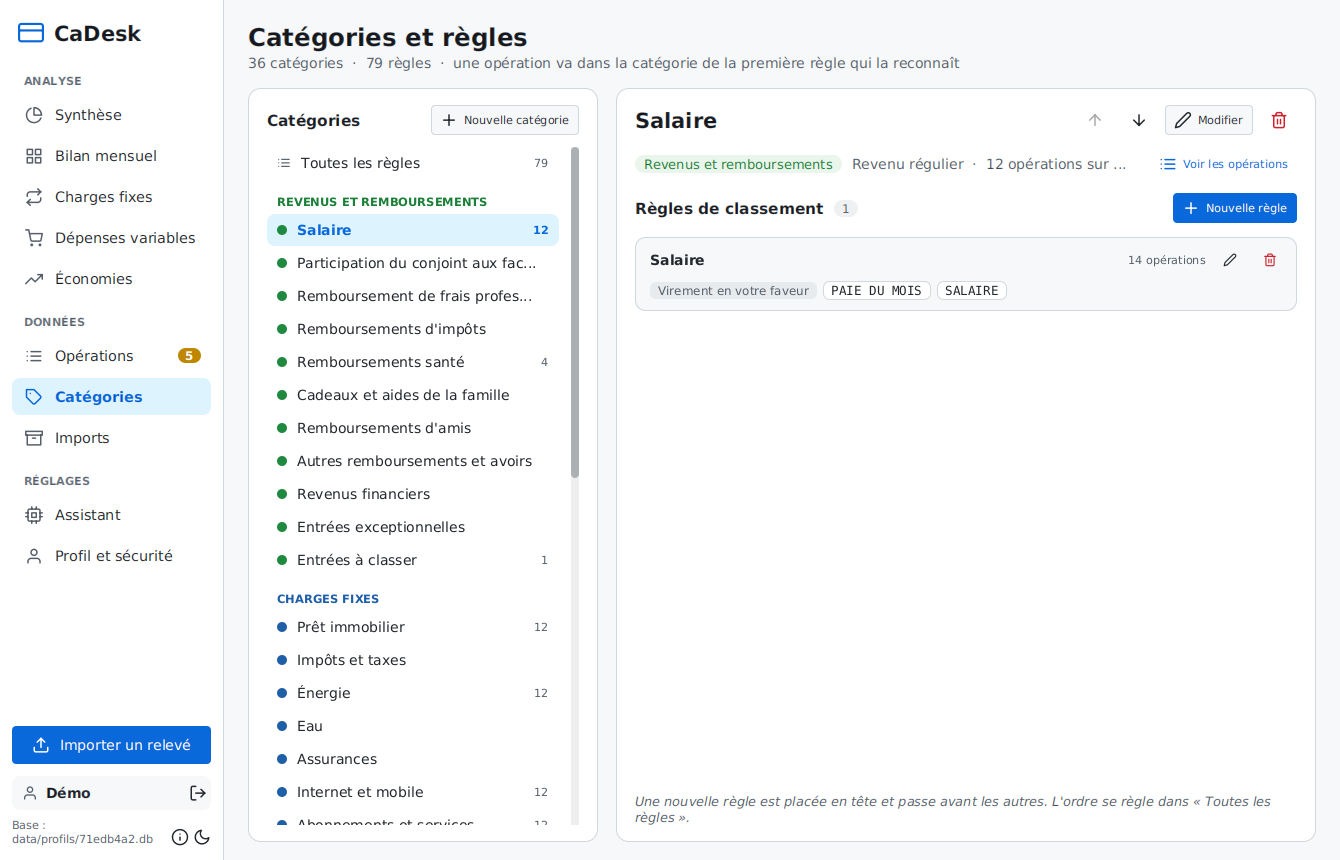 CaDesk
ANALYSE
Synthèse
Bilan mensuel
Charges fixes
Dépenses variables
Économies
DONNÉES
Opérations 5
Catégories
Imports
RÉGLAGES
Assistant
Profil et sécurité
Importer un relevé
Démo
Base :
data/profils/71edb4a2.db
Catégories et règles
36 catégories · 79 règles · une opération va dans la catégorie de la première règle qui la reconnaît
Catégories
Nouvelle catégorie
Toutes les règles 79
REVENUS ET REMBOURSEMENTS
Salaire 12
Participation du conjoint aux fac...
Remboursement de frais profes...
Remboursements d'impôts
Remboursements santé 4
Cadeaux et aides de la famille
Remboursements d'amis
Autres remboursements et avoirs
Revenus financiers
Entrées exceptionnelles
Entrées à classer 1
CHARGES FIXES
Prêt immobilier 12
Impôts et taxes
Énergie 12
Eau
Assurances
Internet et mobile 12
Abonnements et services 12
Salaire
Modifier
Revenus et remboursements Revenu régulier · 12 opérations sur ... Voir les opérations
Règles de classement 1
Nouvelle règle
Salaire 14 opérations
Virement en votre faveur PAIE DU MOIS SALAIRE
Une nouvelle règle est placée en tête et passe avant les autres. L'ordre se règle dans « Toutes les
règles ».